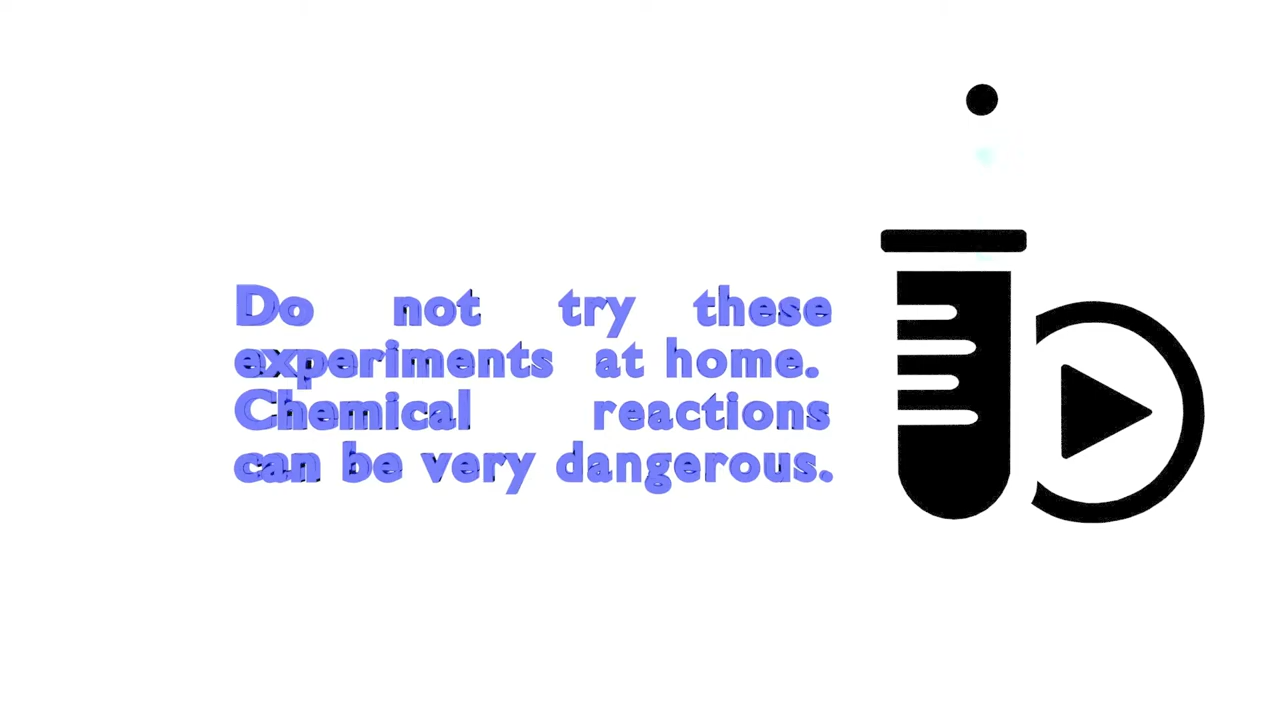 Do not try these
experiments at home.
Chemical reactions
can be very dangerous.